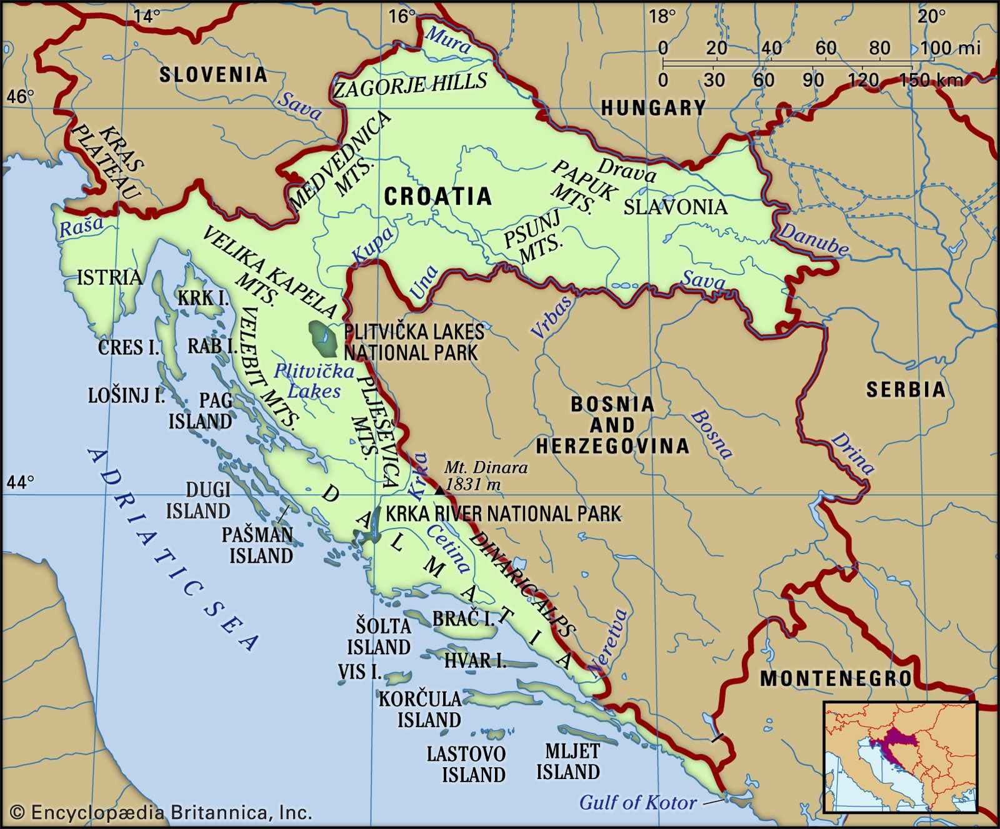 14°
16°
18°
20°
0 20 40 60 80 100 mi
0 30 60 90 120 150 km
Mura
SLOVENIA
ZAGORJE HILLS
46°
Sava
HUNGARY
KRAS
PLATEAU
MEDVEDNICA
MTS.
Drava
PAPUK
MTS.
CROATIA
SLAVONIA
Raša
PSUNJ
MTS.
VELIKA KAPELA
MTS.
Kupa
Danube
ISTRIA
Una
Sava
KRK I.
Vrbas
VELEBIT MTS.
PLITVIČKA LAKES
NATIONAL PARK
CRES I.
RAB I.
Plitvička
Lakes
LOŠINJ I.
PAG
ISLAND
PLJEŠEVICA
MTS.
BOSNIA
AND
HERZEGOVINA
SERBIA
Bosna
Drina
ADRIATIC SEA
Krka
Mt. Dinara
1831 m
44°
DUGI
ISLAND
DALMATIA
KRKA RIVER NATIONAL PARK
PAŠMAN
ISLAND
Cetina
DINARIC ALPS
ŠOLTA
ISLAND
BRAČ I.
Neretva
HVAR I.
VIS I.
MONTENEGRO
KORČULA
ISLAND
LASTOVO
ISLAND
MLJET
ISLAND
Gulf of Kotor
© Encyclopædia Britannica, Inc.